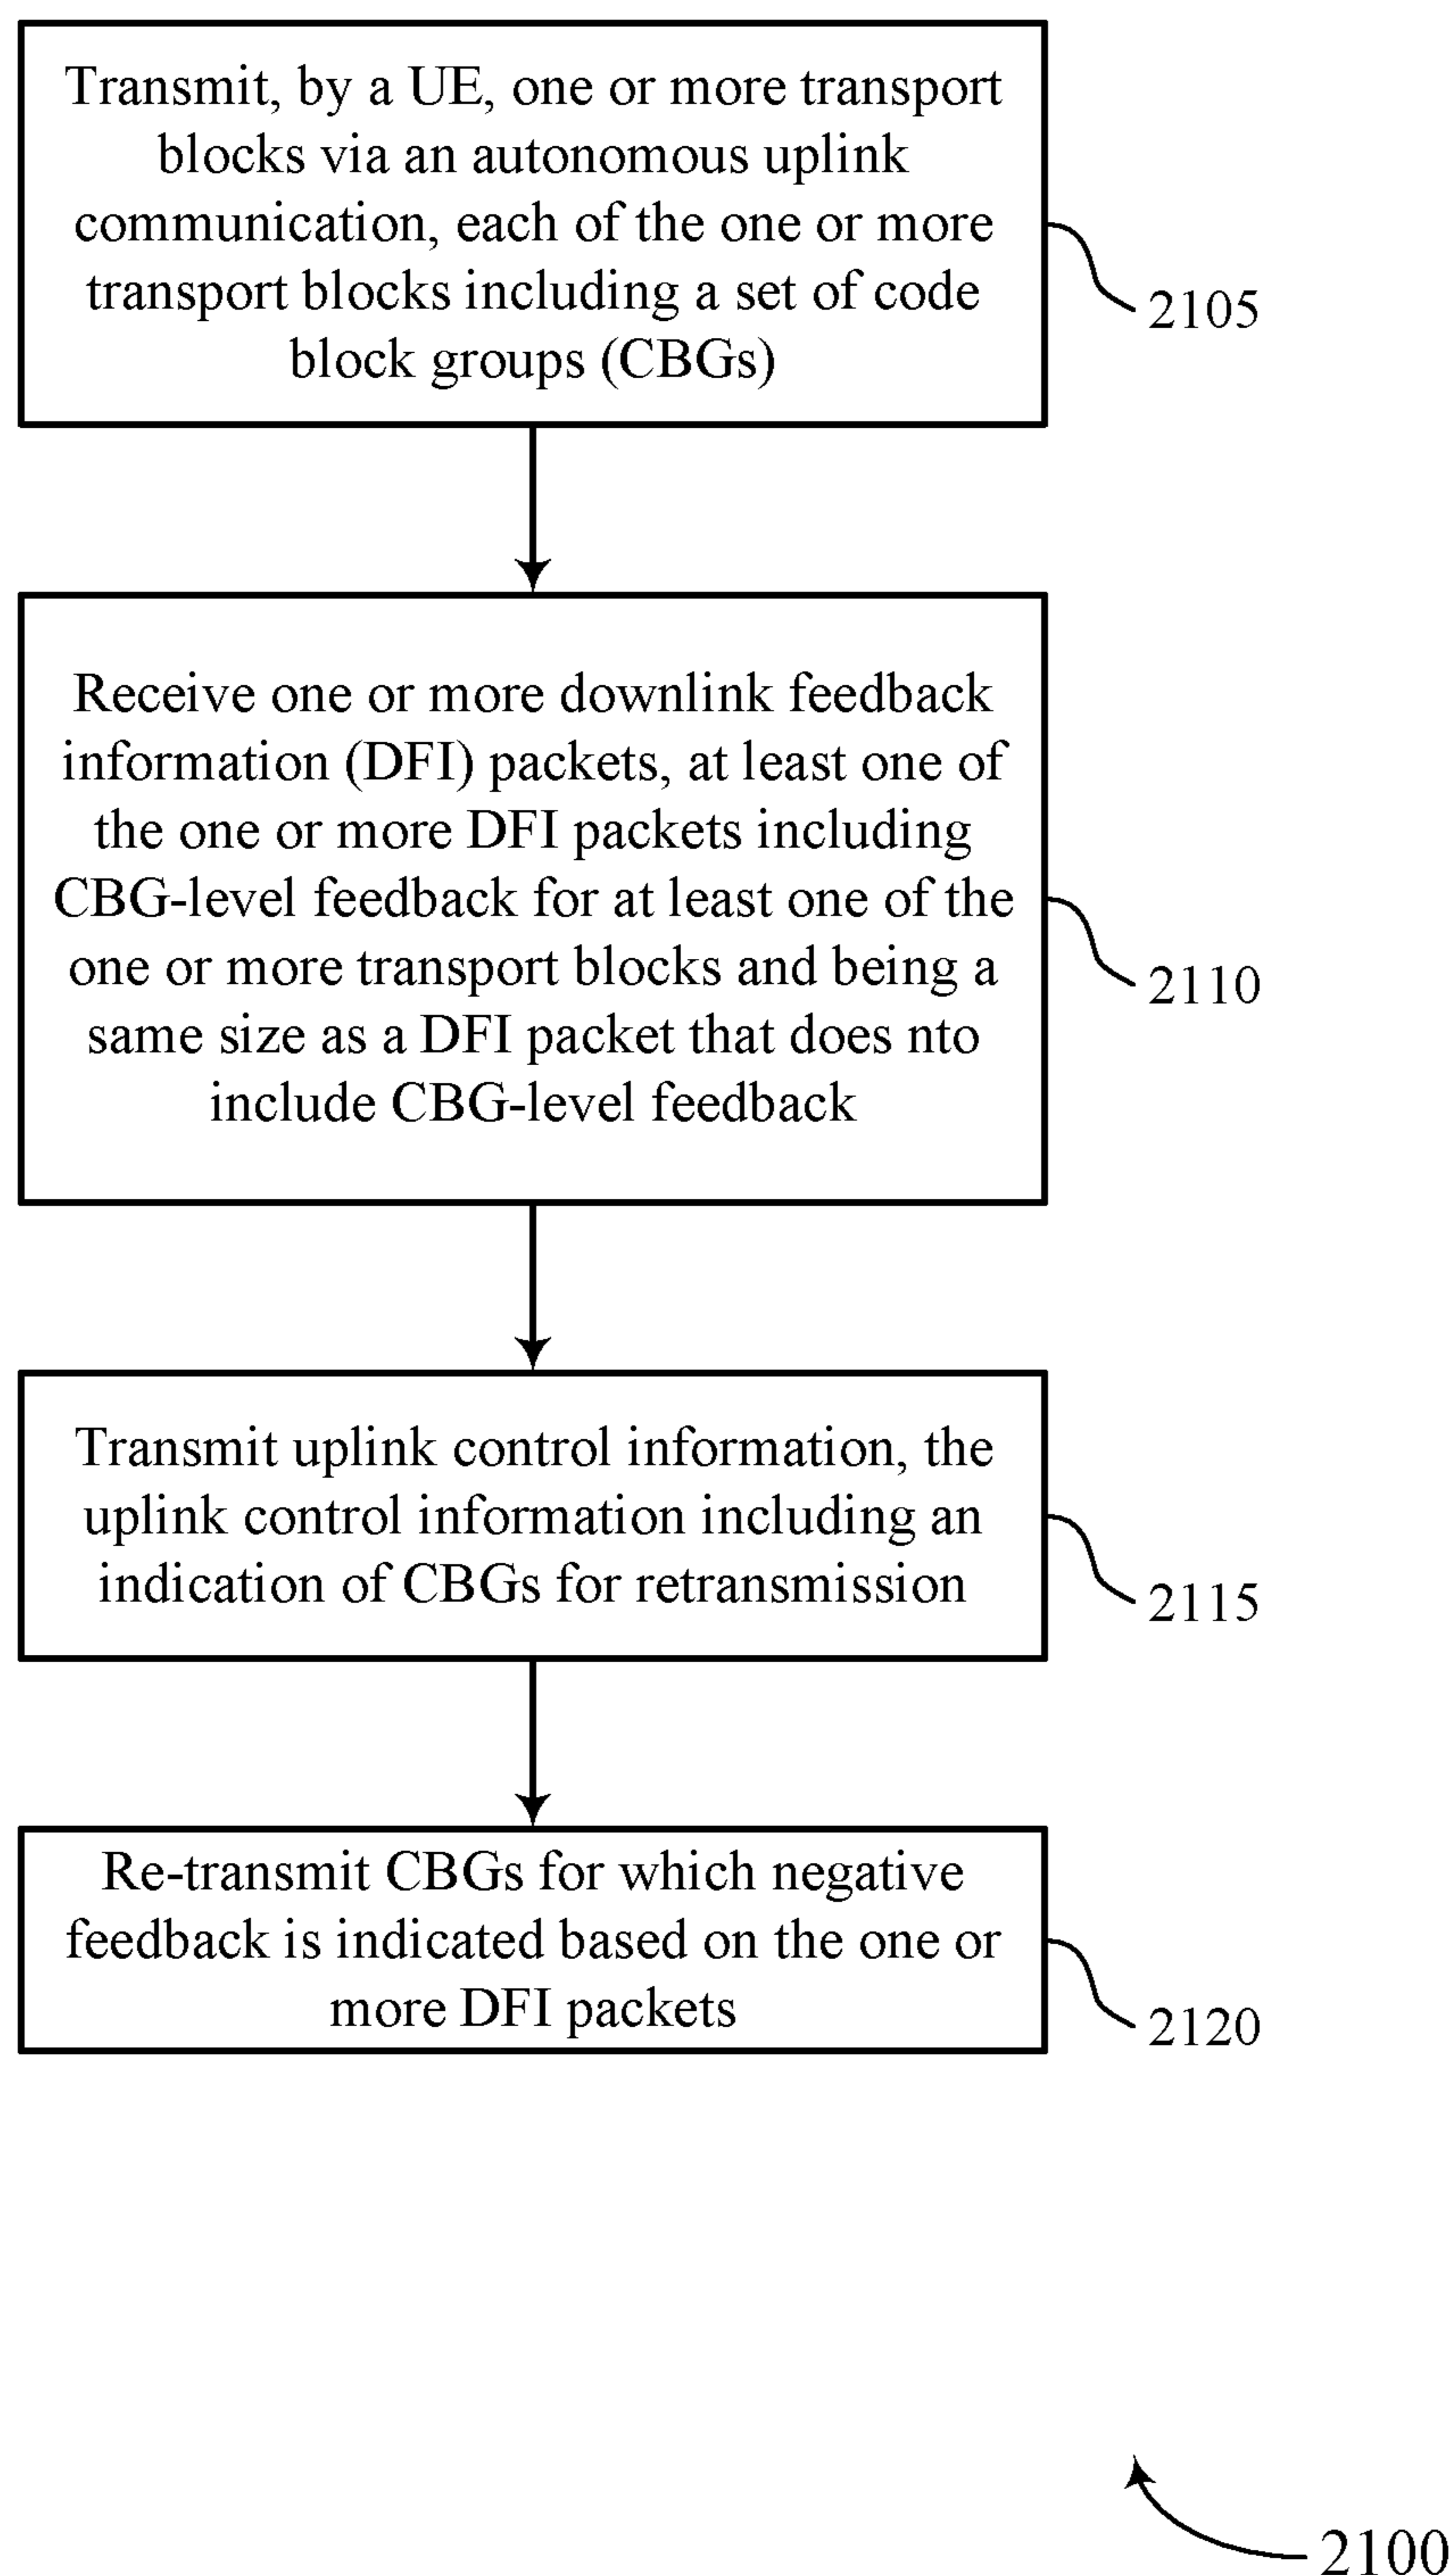 Transmit, by a UE, one or more transport
blocks via an autonomous uplink
communication, each of the one or more
transport blocks including a set of code
block groups (CBGs)
2105
Receive one or more downlink feedback
information (DFI) packets, at least one of
the one or more DFI packets including
CBG-level feedback for at least one of the
one or more transport blocks and being a
same size as a DFI packet that does nto
include CBG-level feedback
2110
Transmit uplink control information, the
uplink control information including an
indication of CBGs for retransmission
2115
Re-transmit CBGs for which negative
feedback is indicated based on the one or
more DFI packets
2120
2100